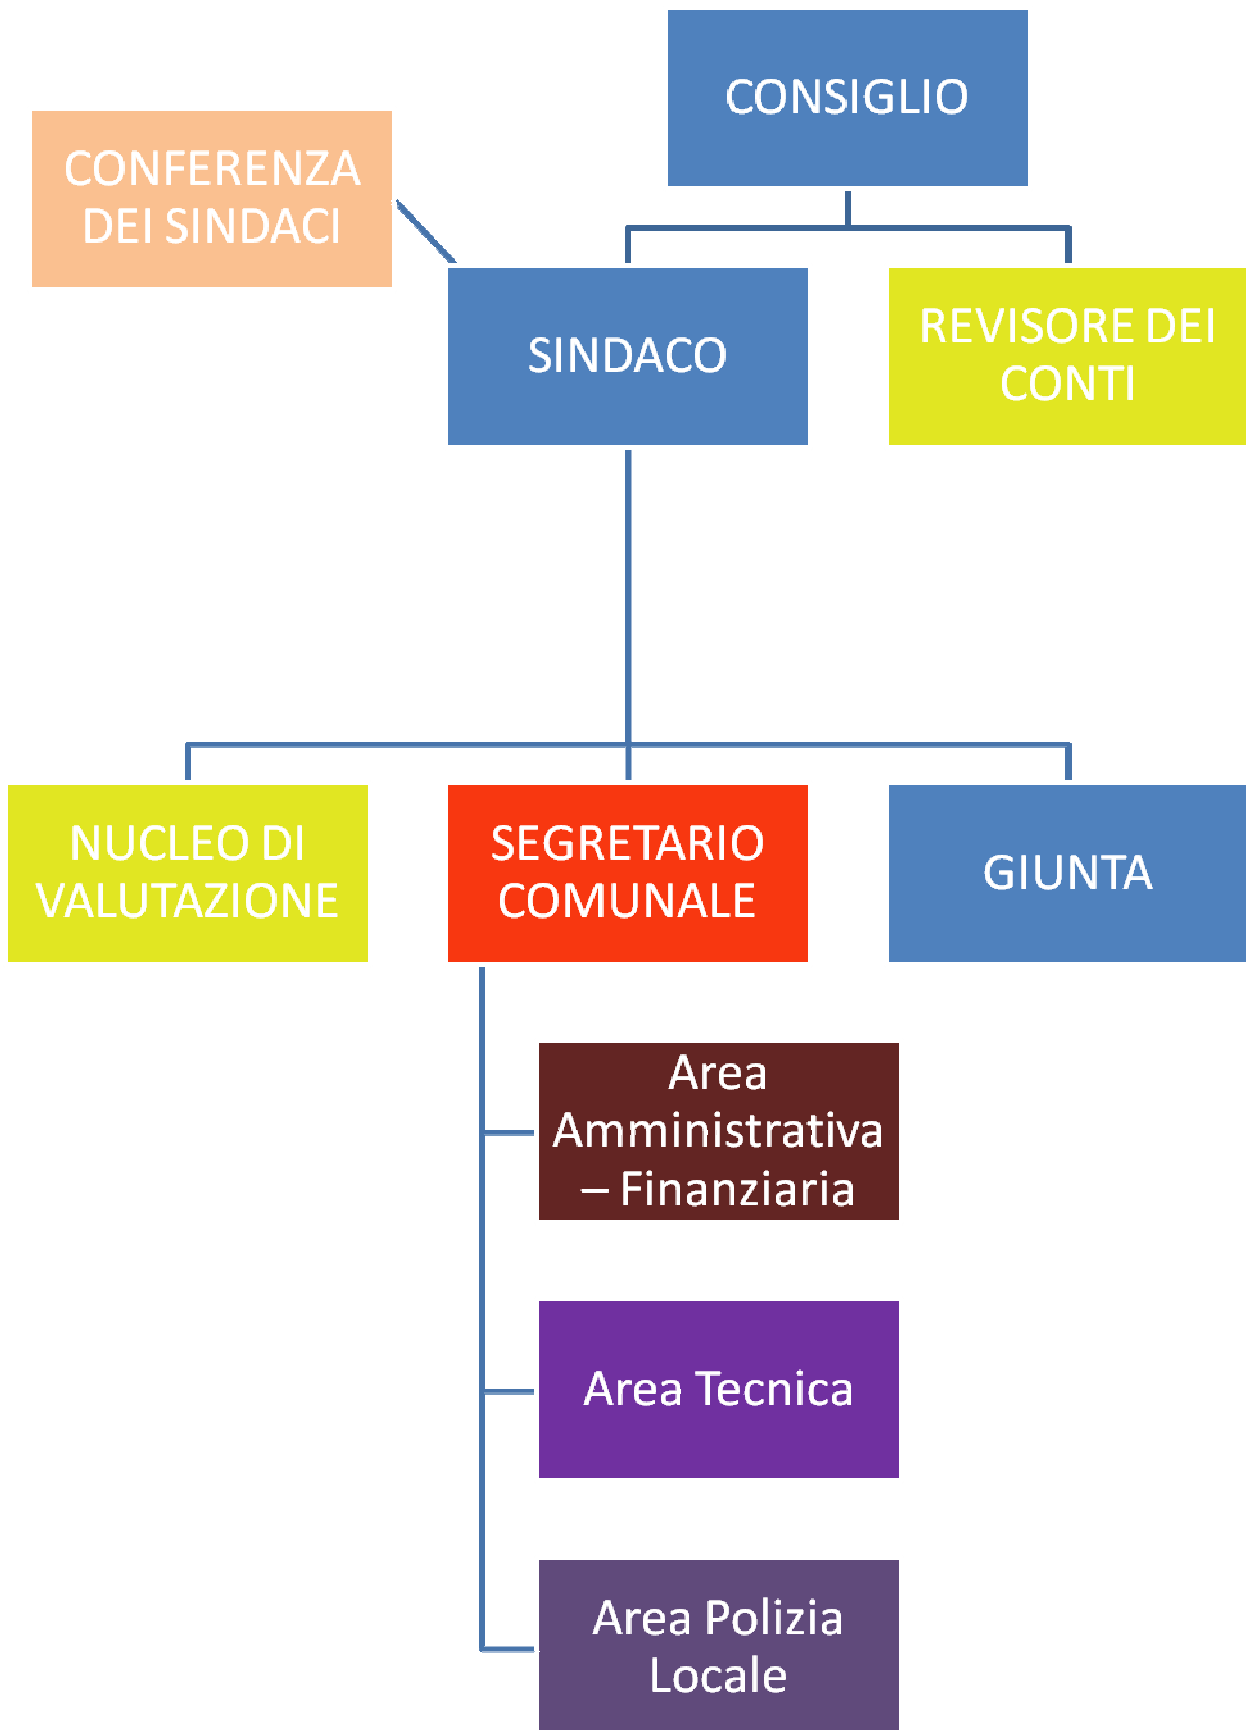 CONSIGLIO
CONFERENZA
DEI SINDACI
SINDACO
REVISORE DEI
CONTI
NUCLEO DI
VALUTAZIONE
SEGRETARIO
COMUNALE
GIUNTA
Area
Amministrativa
– Finanziaria
Area Tecnica
Area Polizia
Locale